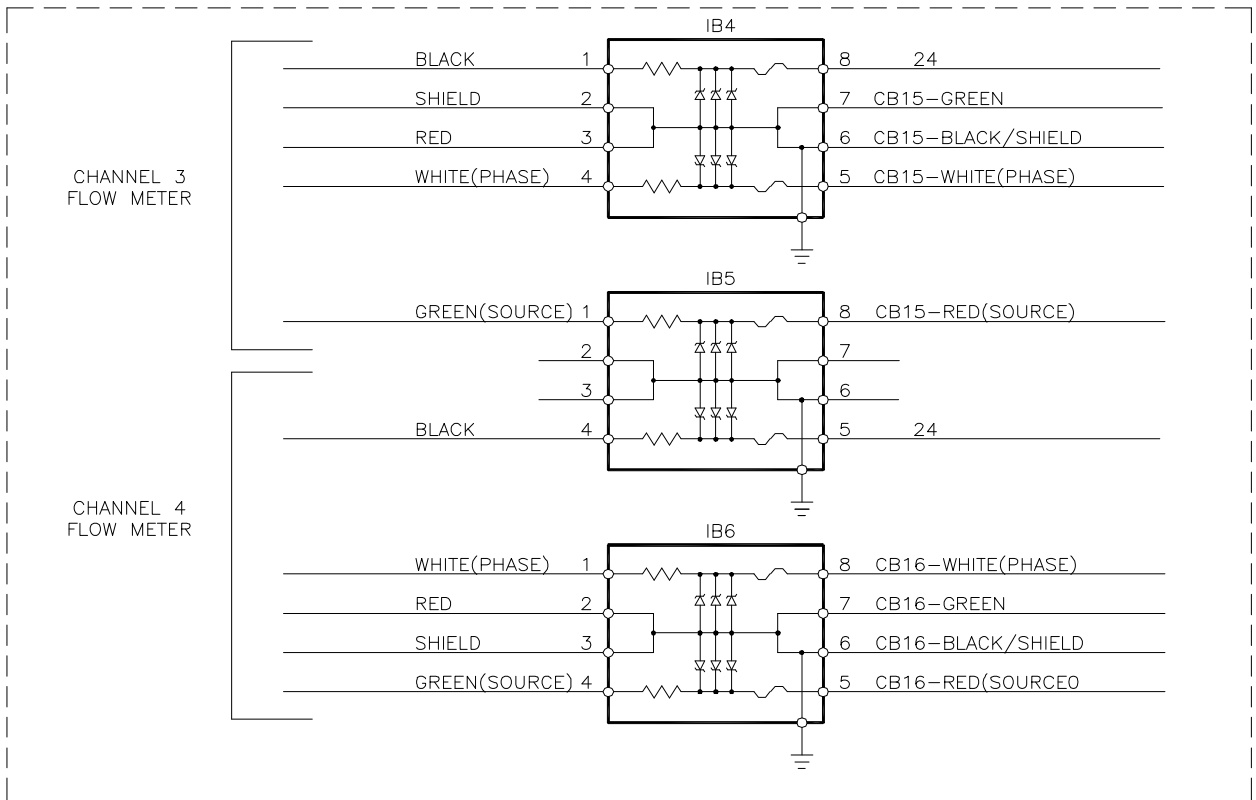 IB4
BLACK 1 8 24
SHIELD 2 7 CB15-GREEN
RED 3 6 CB15-BLACK/SHIELD
CHANNEL 3
FLOW METER
WHITE(PHASE) 4 5 CB15-WHITE(PHASE)
IB5
GREEN(SOURCE) 1 8 CB15-RED(SOURCE)
2 7
3 6
BLACK 4 5 24
CHANNEL 4
FLOW METER
IB6
WHITE(PHASE) 1 8 CB16-WHITE(PHASE)
RED 2 7 CB16-GREEN
SHIELD 3 6 CB16-BLACK/SHIELD
GREEN(SOURCE) 4 5 CB16-RED(SOURCE0